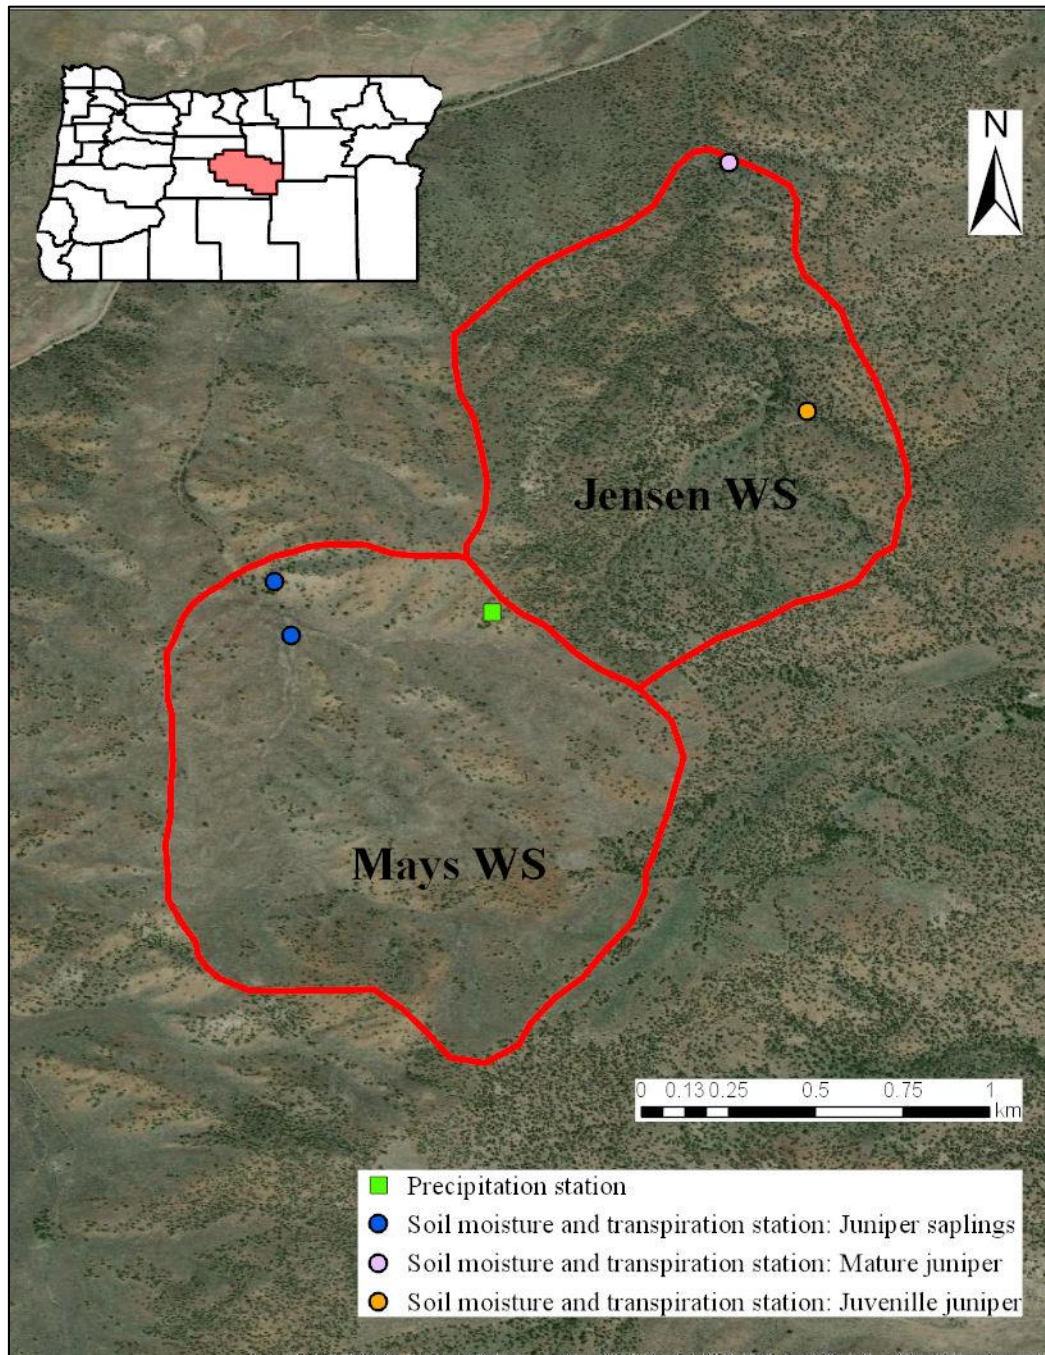 N
Jensen WS
Mays WS
0 0.13 0.25 0.5 0.75 1
km
Precipitation station
Soil moisture and transpiration station: Juniper saplings
Soil moisture and transpiration station: Mature juniper
Soil moisture and transpiration station: Juvenille juniper